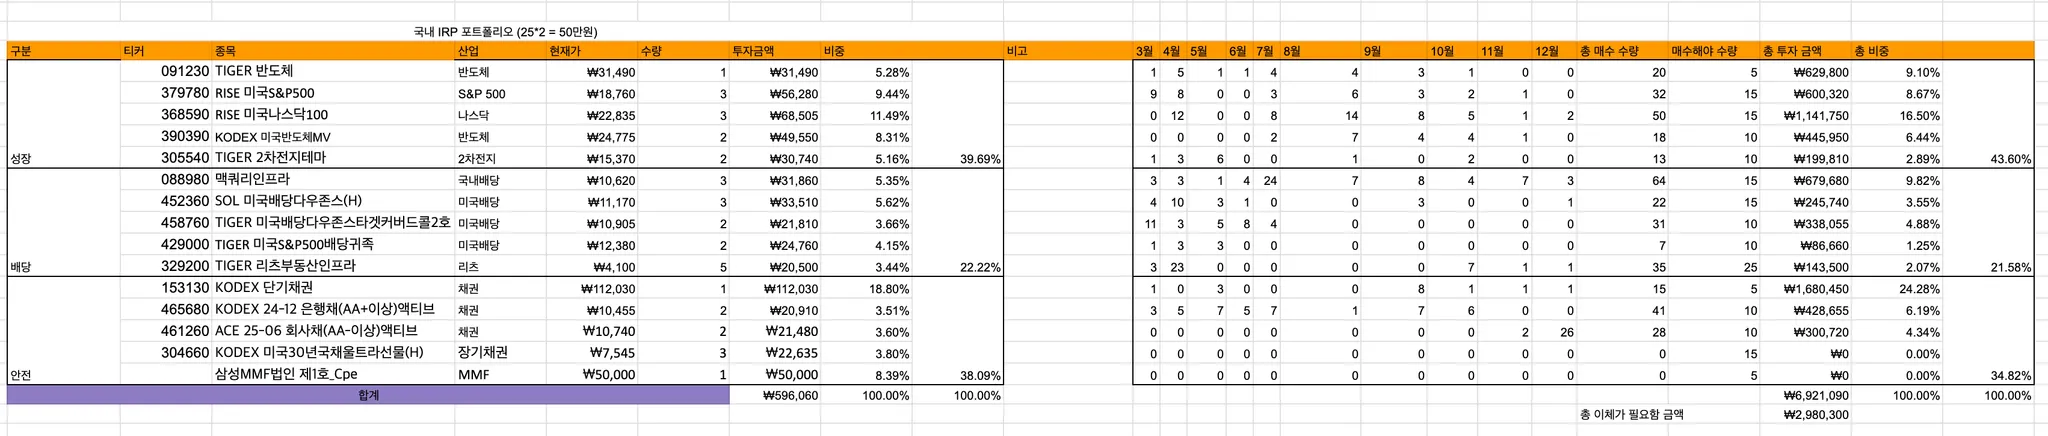 국내 IRP 포트폴리오 (25*2 = 50만원)
구분 티커 종목 산업 현재가 수량 투자금액 비중 비고 3월 4월 5월 6월 7월 8월 9월 10월 11월 12월 총 매수 수량 매수해야 수량 총 투자 금액 총 비중
091230 TIGER 반도체 반도체 ₩31,490 1 ₩31,490 5.28% 1 5 1 1 4 4 3 1 0 0 20 5 ₩629,800 9.10%
379780 RISE 미국S&P500 S&P 500 ₩18,760 3 ₩56,280 9.44% 9 8 0 0 3 6 3 2 1 0 32 15 ₩600,320 8.67%
368590 RISE 미국나스닥100 나스닥 ₩22,835 3 ₩68,505 11.49% 0 12 0 0 8 14 8 5 1 2 50 15 ₩1,141,750 16.50%
390390 KODEX 미국반도체MV 반도체 ₩24,775 2 ₩49,550 8.31% 0 0 0 0 2 7 4 4 1 0 18 10 ₩445,950 6.44%
성장 305540 TIGER 2차전지테마 2차전지 ₩15,370 2 ₩30,740 5.16% 39.69% 1 3 6 0 0 1 0 2 0 0 13 10 ₩199,810 2.89% 43.60%
088980 맥쿼리인프라 국내배당 ₩10,620 3 ₩31,860 5.35% 3 3 1 4 24 7 8 4 7 3 64 15 ₩679,680 9.82%
452360 SOL 미국배당다우존스(H) 미국배당 ₩11,170 3 ₩33,510 5.62% 4 10 3 1 0 0 3 0 0 1 22 15 ₩245,740 3.55%
458760 TIGER 미국배당다우존스타겟커버드콜2호 미국배당 ₩10,905 2 ₩21,810 3.66% 11 3 5 8 4 0 0 0 0 0 31 10 ₩338,055 4.88%
429000 TIGER 미국S&P500배당귀족 미국배당 ₩12,380 2 ₩24,760 4.15% 1 3 3 0 0 0 0 0 0 0 7 10 ₩86,660 1.25%
배당 329200 TIGER 리츠부동산인프라 리츠 ₩4,100 5 ₩20,500 3.44% 22.22% 3 23 0 0 0 0 0 7 1 1 35 25 ₩143,500 2.07% 21.58%
153130 KODEX 단기채권 채권 ₩112,030 1 ₩112,030 18.80% 1 0 3 0 0 0 8 1 1 1 15 5 ₩1,680,450 24.28%
465680 KODEX 24-12 은행채(AA+이상)액티브 채권 ₩10,455 2 ₩20,910 3.51% 3 5 7 5 7 1 7 6 0 0 41 10 ₩428,655 6.19%
461260 ACE 25-06 회사채(AA-이상)액티브 채권 ₩10,740 2 ₩21,480 3.60% 0 0 0 0 0 0 0 0 2 26 28 10 ₩300,720 4.34%
304660 KODEX 미국30년국채울트라선물(H) 장기채권 ₩7,545 3 ₩22,635 3.80% 0 0 0 0 0 0 0 0 0 0 0 15 ₩0 0.00%
안전 삼성MMF법인 제1호_Cpe MMF ₩50,000 1 ₩50,000 8.39% 38.09% 0 0 0 0 0 0 0 0 0 0 0 5 ₩0 0.00% 34.82%
합계 ₩596,060 100.00% 100.00% ₩6,921,090 100.00% 100.00%
총 이체가 필요함 금액 ₩2,980,300